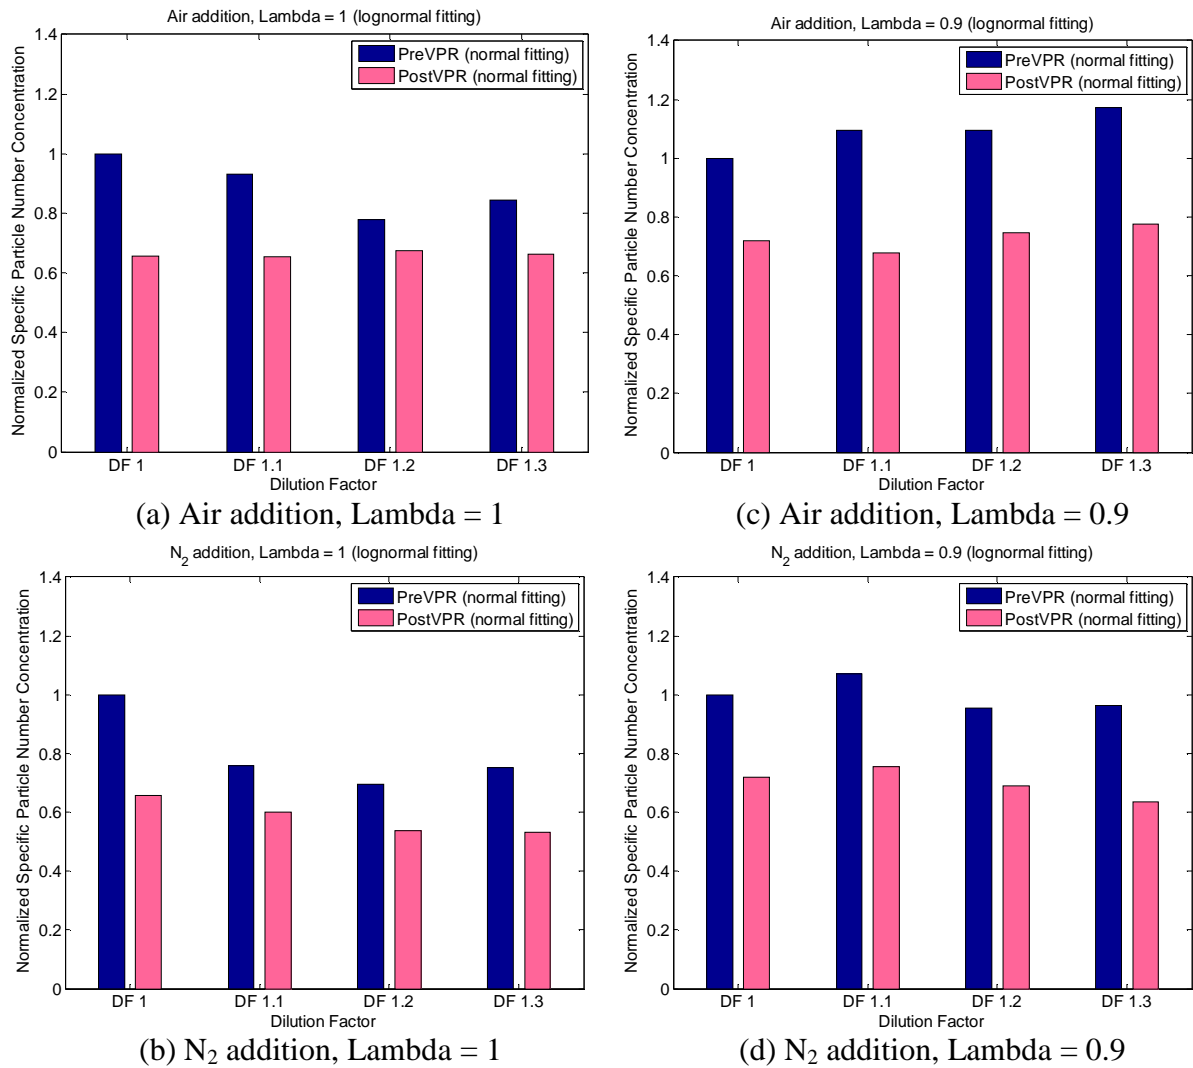 Air addition, Lambda = 1 (lognormal fitting)
Normalized Specific Particle Number Concentration
1.4
1.2
1
0.8
0.6
0.4
0.2
0
PreVPR (normal fitting)
PostVPR (normal fitting)
DF 1 DF 1.1 DF 1.2 DF 1.3
Dilution Factor
(a) Air addition, Lambda = 1
Air addition, Lambda = 0.9 (lognormal fitting)
Normalized Specific Particle Number Concentration
1.4
1.2
1
0.8
0.6
0.4
0.2
0
PreVPR (normal fitting)
PostVPR (normal fitting)
DF 1 DF 1.1 DF 1.2 DF 1.3
Dilution Factor
(c) Air addition, Lambda = 0.9
N₂ addition, Lambda = 1 (lognormal fitting)
Normalized Specific Particle Number Concentration
1.4
1.2
1
0.8
0.6
0.4
0.2
0
PreVPR (normal fitting)
PostVPR (normal fitting)
DF 1 DF 1.1 DF 1.2 DF 1.3
Dilution Factor
(b) N₂ addition, Lambda = 1
N₂ addition, Lambda = 0.9 (lognormal fitting)
Normalized Specific Particle Number Concentration
1.4
1.2
1
0.8
0.6
0.4
0.2
0
PreVPR (normal fitting)
PostVPR (normal fitting)
DF 1 DF 1.1 DF 1.2 DF 1.3
Dilution Factor
(d) N₂ addition, Lambda = 0.9